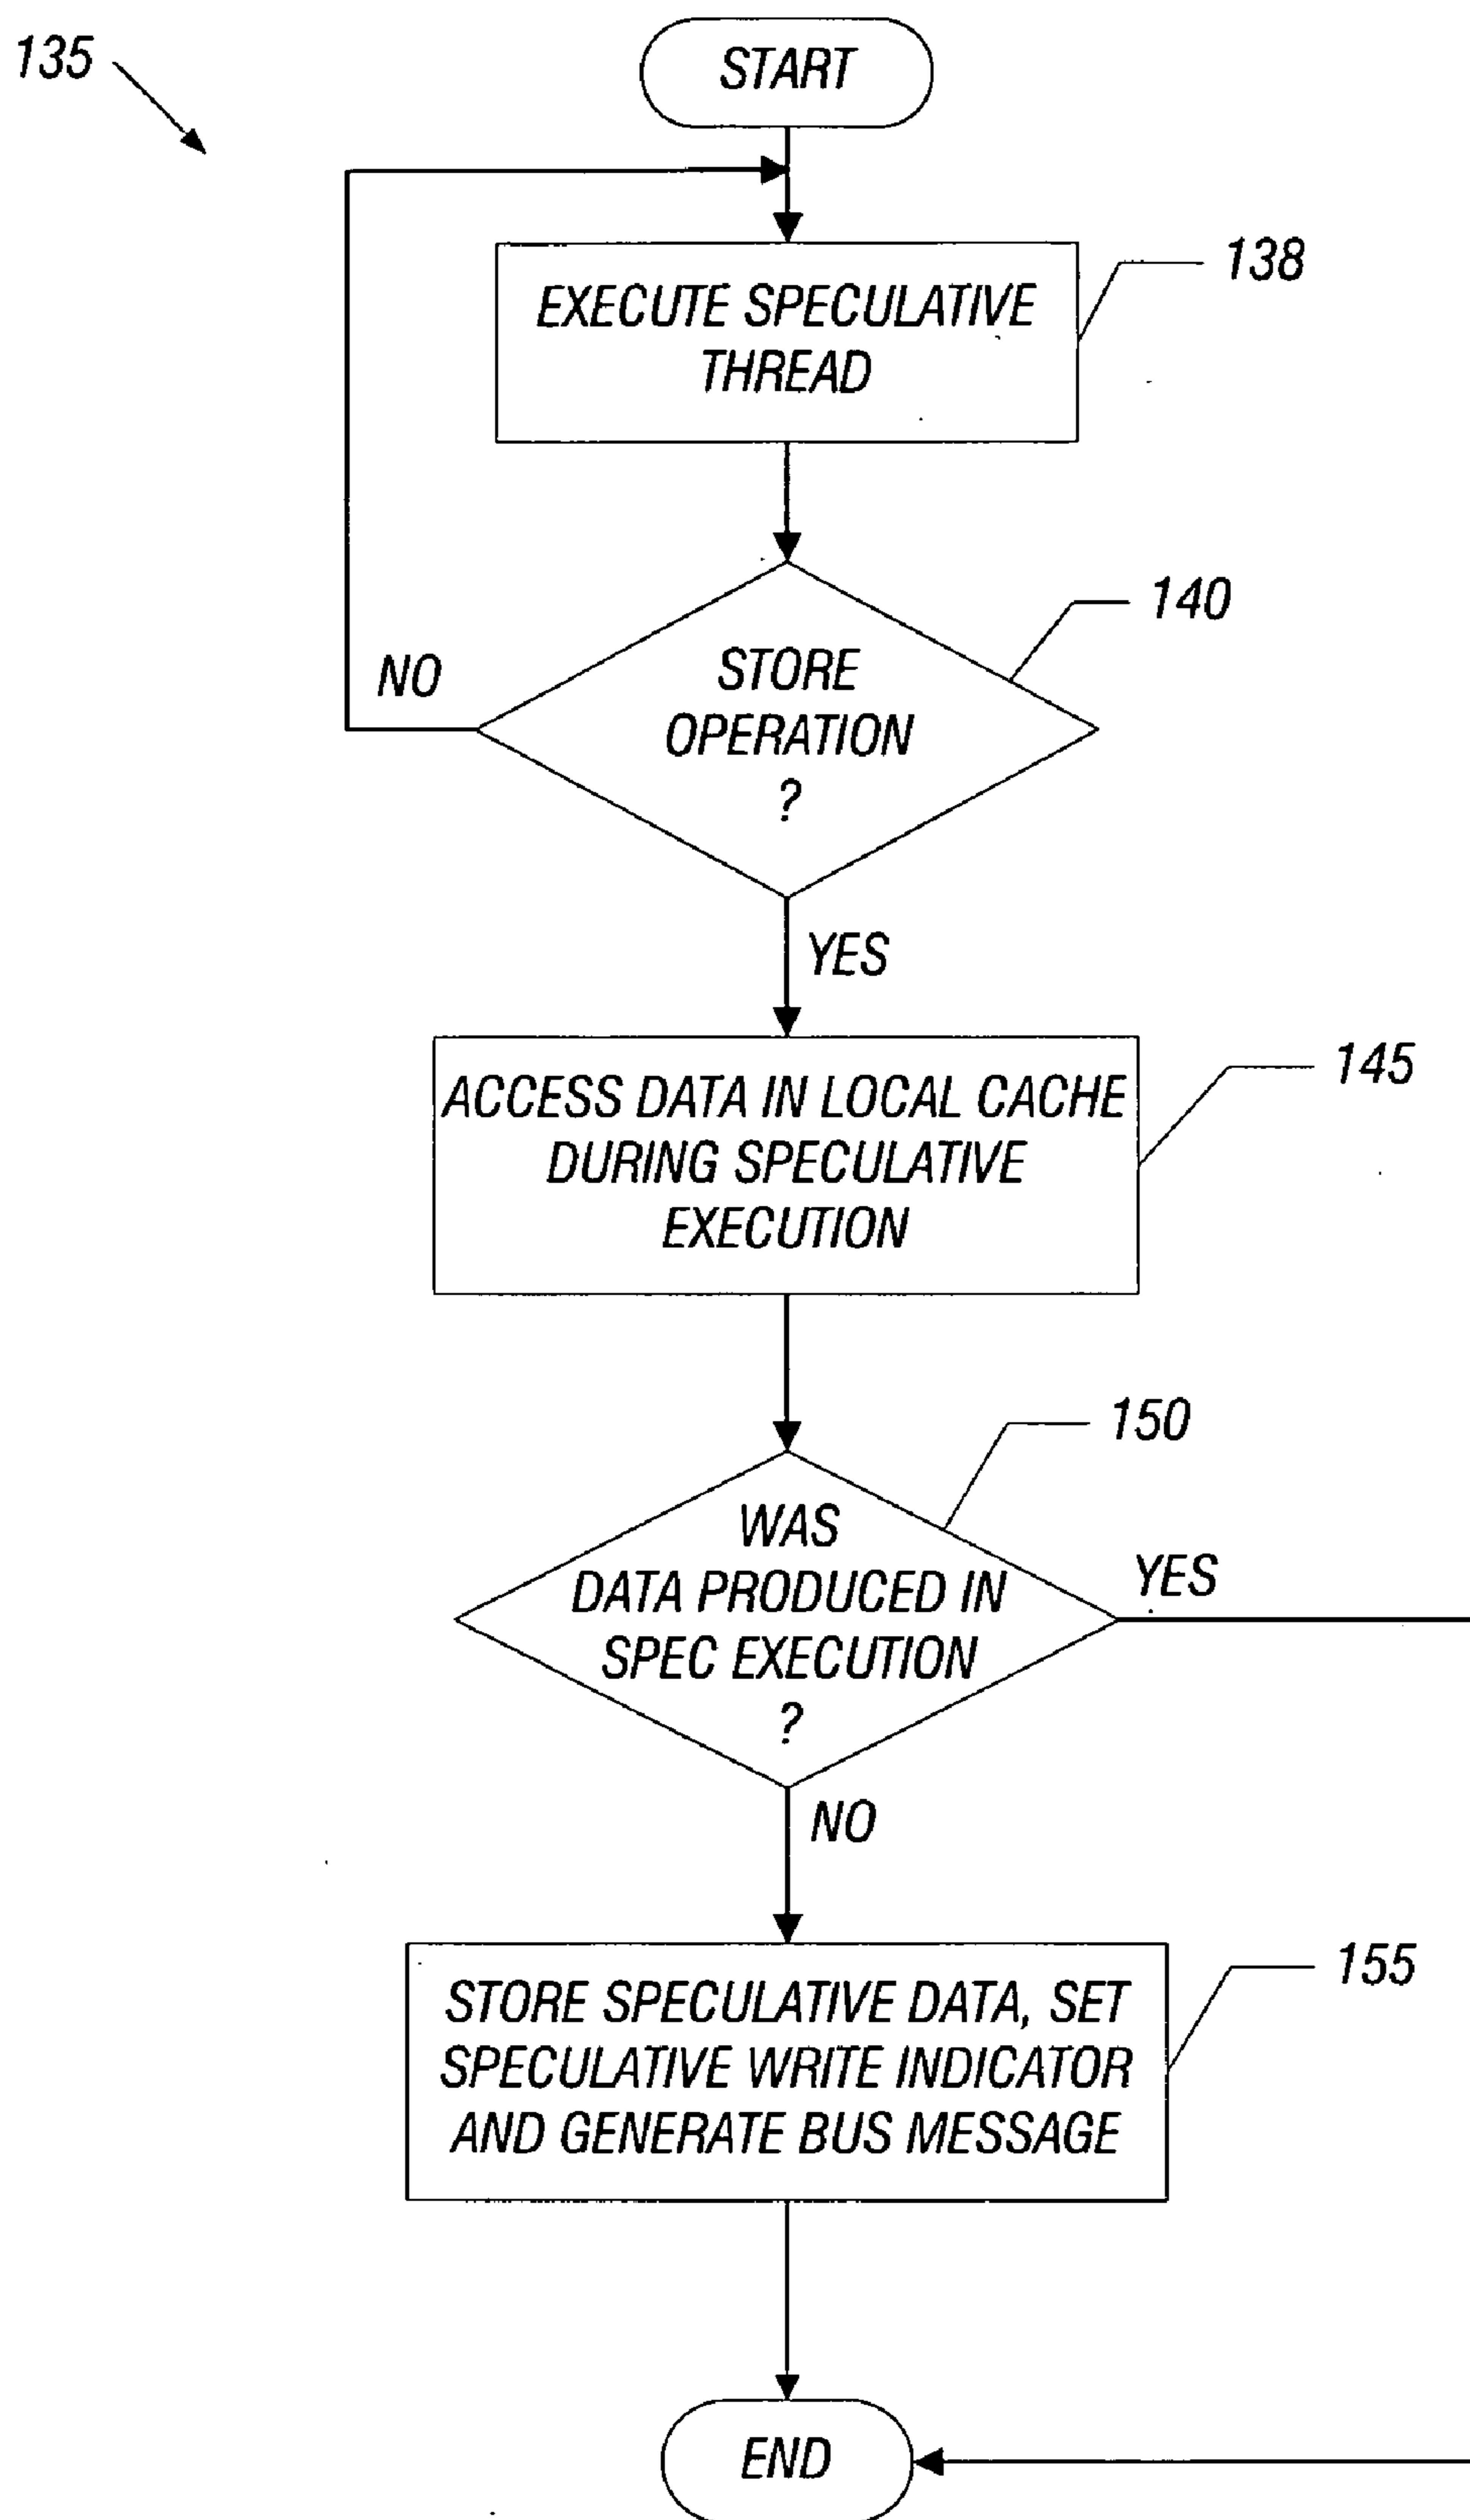 135
START
138
EXECUTE SPECULATIVE
THREAD
140
STORE
OPERATION
?
NO
YES
145
ACCESS DATA IN LOCAL CACHE
DURING SPECULATIVE
EXECUTION
150
WAS
DATA PRODUCED IN
SPEC EXECUTION
?
YES
NO
155
STORE SPECULATIVE DATA, SET
SPECULATIVE WRITE INDICATOR
AND GENERATE BUS MESSAGE
END